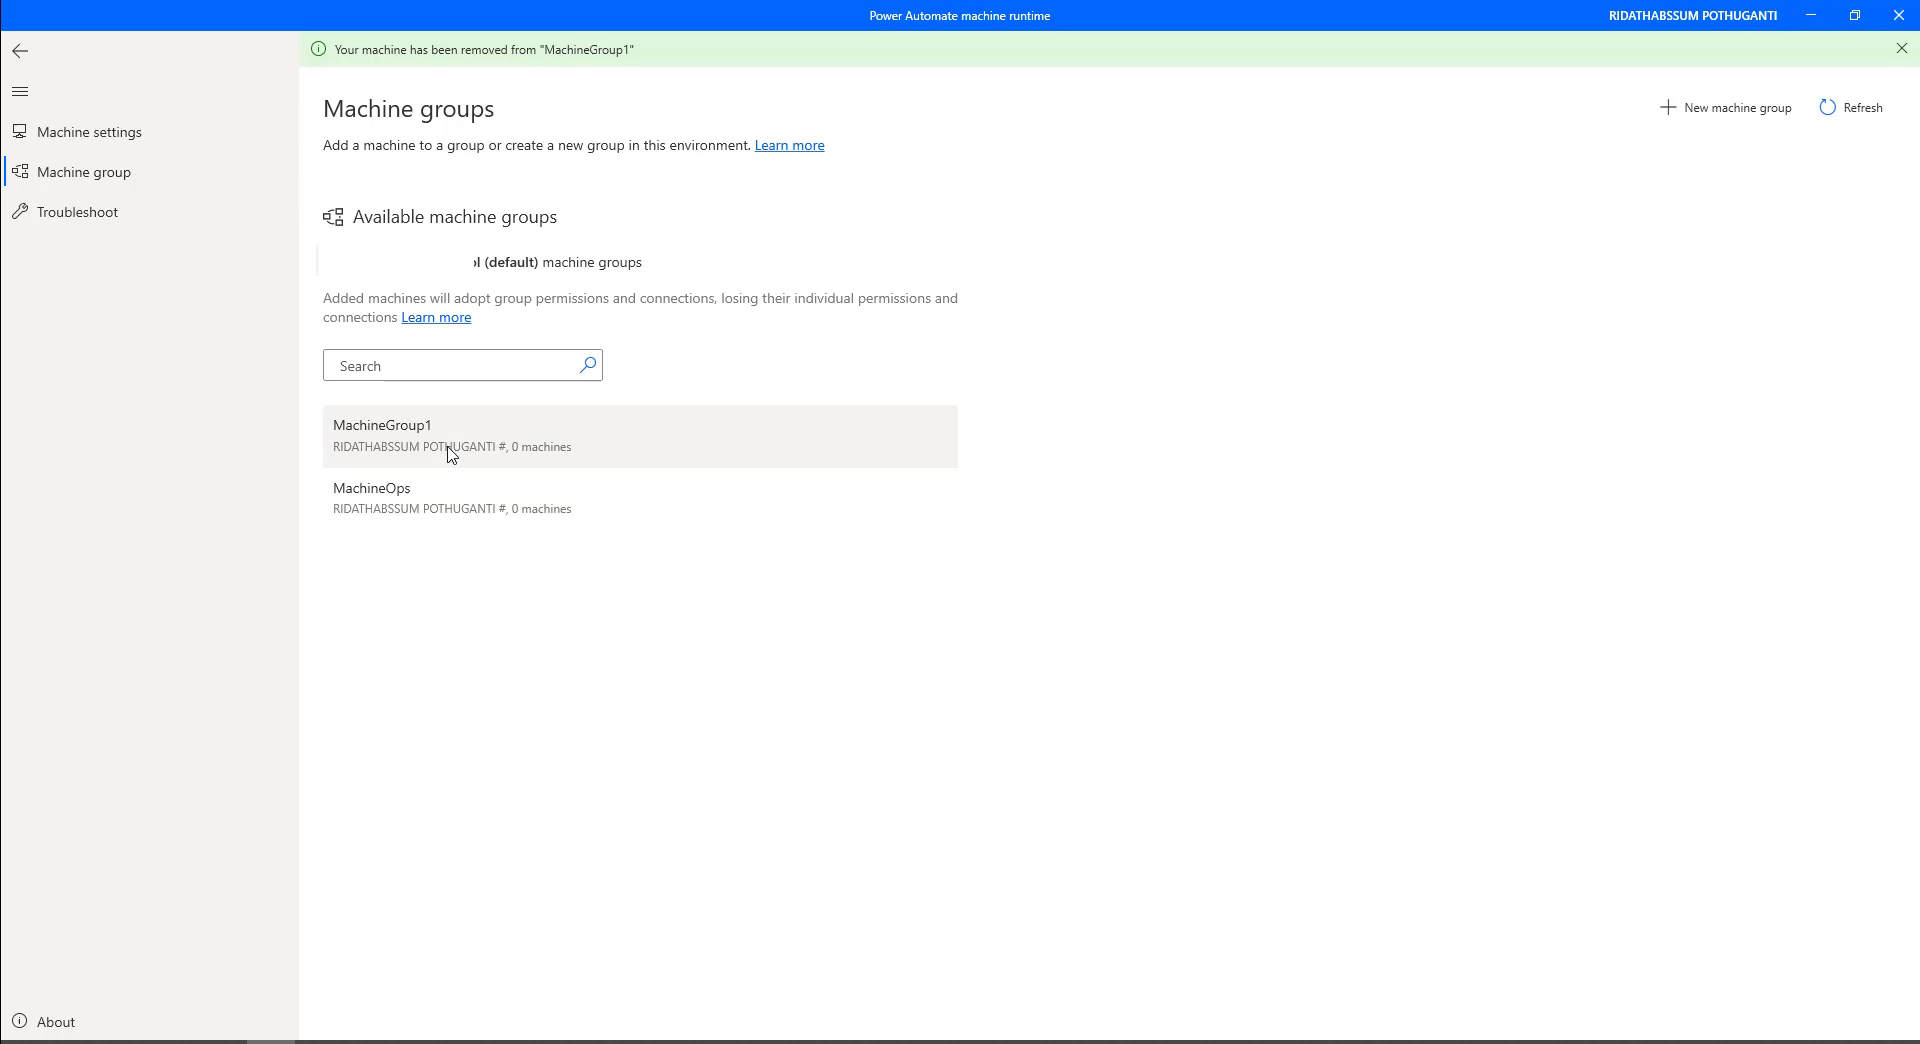 Power Automate machine runtime
RIDATHABSSUM POTHUGANTI
Your machine has been removed from "MachineGroup1"
Machine settings
Machine group
Troubleshoot
Machine groups
New machine group
Refresh
Add a machine to a group or create a new group in this environment. Learn more
Available machine groups
(default) machine groups
Added machines will adopt group permissions and connections, losing their individual permissions and
connections Learn more
Search
MachineGroup1
RIDATHABSSUM POTHUGANTI #, 0 machines
MachineOps
RIDATHABSSUM POTHUGANTI #, 0 machines
About